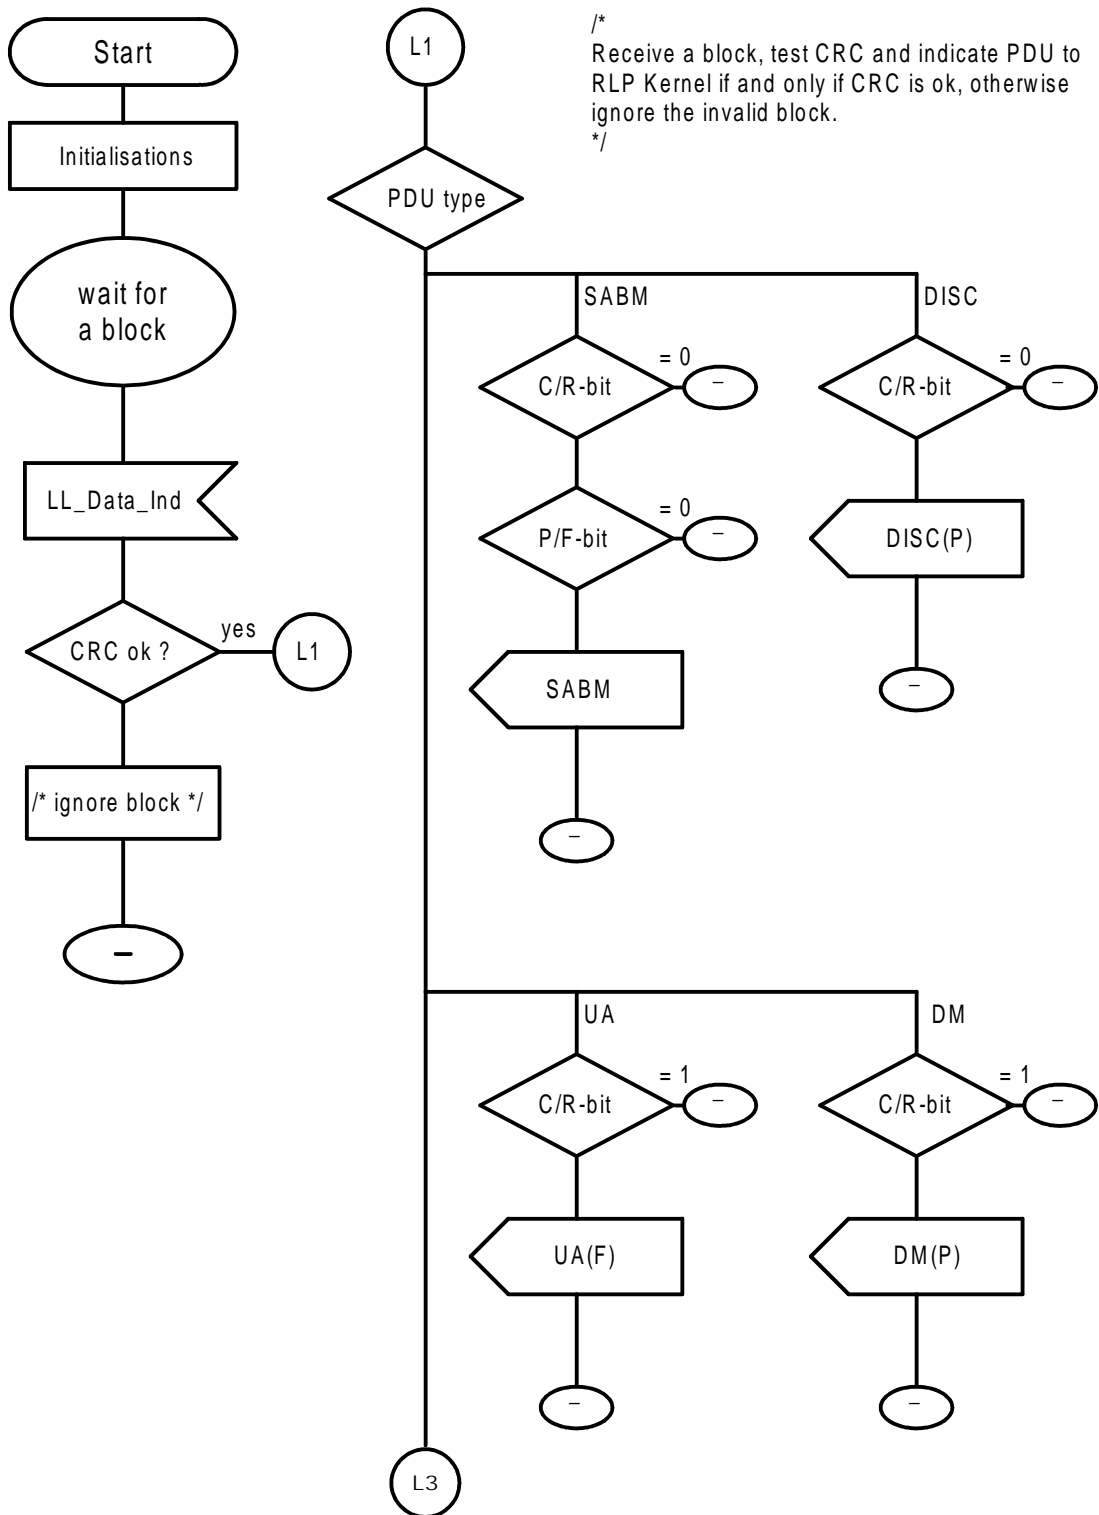 Start
Initialisations
wait for
a block
LL_Data_Ind
CRC ok ?
yes
L1
/* ignore block */
–
L1
/*
Receive a block, test CRC and indicate PDU to
RLP Kernel if and only if CRC is ok, otherwise
ignore the invalid block.
*/
PDU type
SABM
C/R-bit
= 0
–
P/F-bit
= 0
–
SABM
–
DISC
C/R-bit
= 0
–
DISC(P)
–
UA
C/R-bit
= 1
–
UA(F)
–
DM
C/R-bit
= 1
–
DM(P)
–
L3